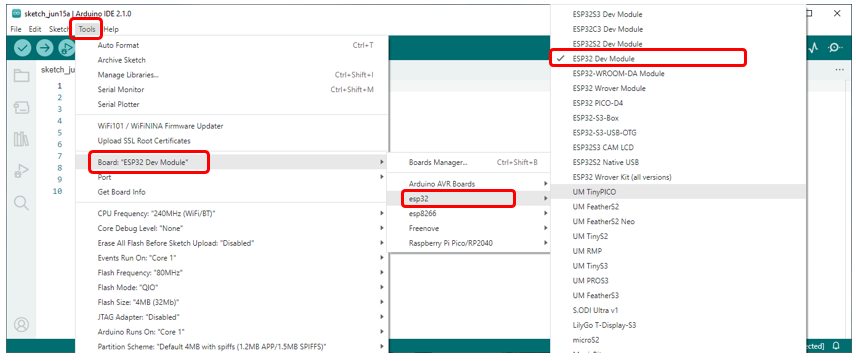 sketch_jun15a | Arduino IDE 2.1.0
File Edit Sketch Tools Help
sketch_ju
1
2
3
4
5
6
7
8
9
10
Auto Format Ctrl+T
Archive Sketch
Manage Libraries... Ctrl+Shift+I
Serial Monitor Ctrl+Shift+M
Serial Plotter
WiFi101 / WiFiNINA Firmware Updater
Upload SSL Root Certificates
Board: "ESP32 Dev Module"
Port
Get Board Info
CPU Frequency: "240MHz (WiFi/BT)"
Core Debug Level: "None"
Erase All Flash Before Sketch Upload: "Disabled"
Events Run On: "Core 1"
Flash Frequency: "80MHz"
Flash Mode: "QIO"
Flash Size: "4MB (32Mb)"
JTAG Adapter: "Disabled"
Arduino Runs On: "Core 1"
Partition Scheme: "Default 4MB with spiffs (1.2MB APP/1.5MB SPIFFS)"
Boards Manager... Ctrl+Shift+B
Arduino AVR Boards
esp32
esp8266
Freenove
Raspberry Pi Pico/RP2040
ESP32S3 Dev Module
ESP32C3 Dev Module
ESP32S2 Dev Module
ESP32 Dev Module
ESP32-WROOM-DA Module
ESP32 Wrover Module
ESP32 PICO-D4
ESP32-S3-Box
ESP32-S3-USB-OTG
ESP32S3 CAM LCD
ESP32S2 Native USB
ESP32 Wrover Kit (all versions)
UM TinyPICO
UM FeatherS2
UM FeatherS2 Neo
UM TinyS2
UM RMP
UM TinyS3
UM PROS3
UM FeatherS3
S.ODI Ultra v1
LilyGo T-Display-S3
microS2
cted]